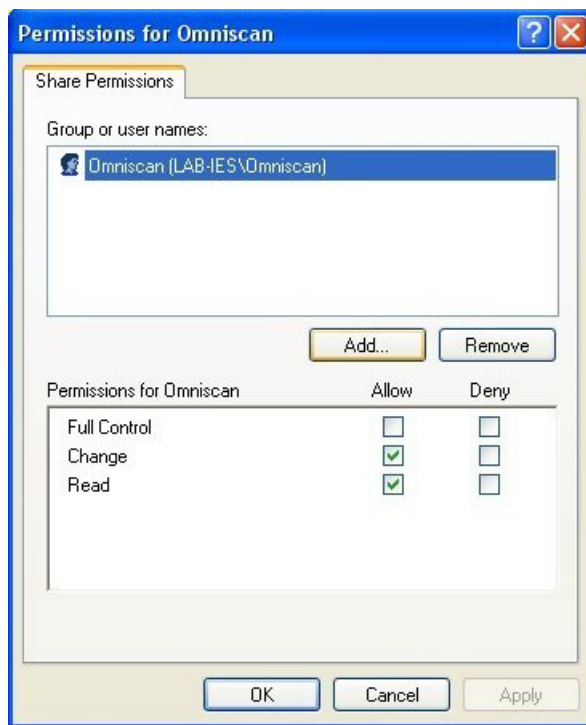 Permissions for Omniscan
Share Permissions
Group or user names:
Omniscan (LAB-IES\Omniscan)
Add... Remove
Permissions for Omniscan Allow Deny
Full Control
Change
Read
OK Cancel Apply